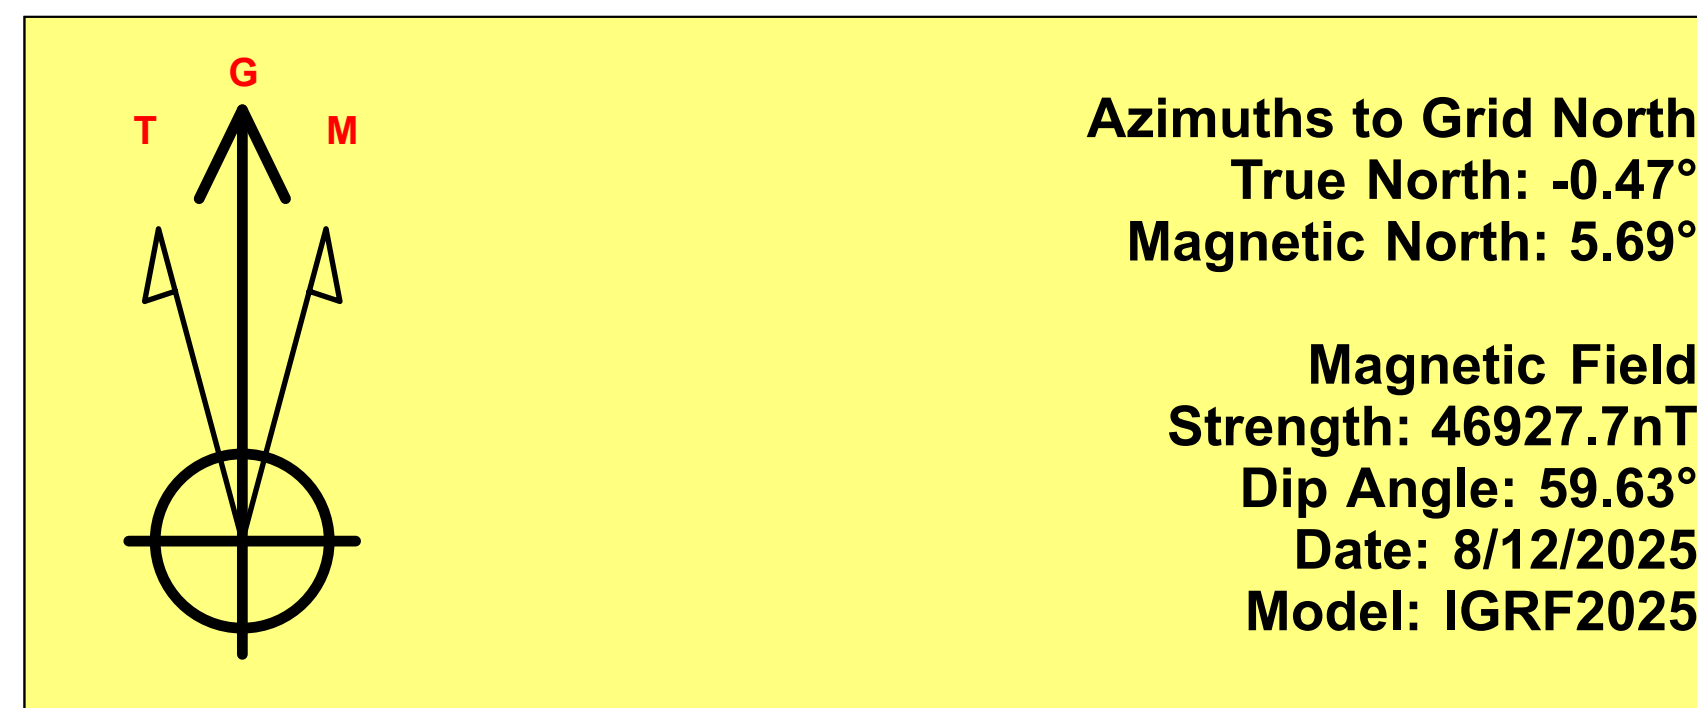 G
T M
Azimuths to Grid North
True North: -0.47°
Magnetic North: 5.69°
Magnetic Field
Strength: 46927.7nT
Dip Angle: 59.63°
Date: 8/12/2025
Model: IGRF2025